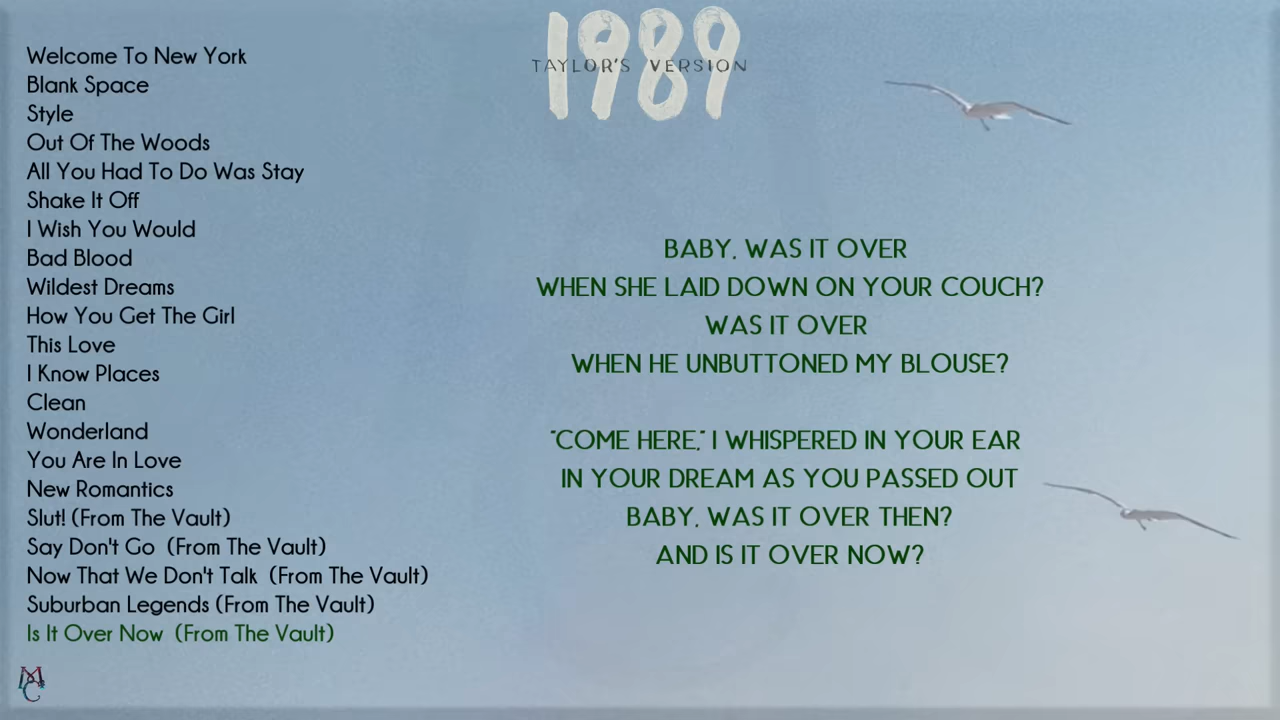 1989
TAYLOR'S VERSION
Welcome To New York
Blank Space
Style
Out Of The Woods
All You Had To Do Was Stay
Shake It Off
I Wish You Would
Bad Blood
Wildest Dreams
How You Get The Girl
This Love
I Know Places
Clean
Wonderland
You Are In Love
New Romantics
Slut! (From The Vault)
Say Don't Go (From The Vault)
Now That We Don't Talk (From The Vault)
Suburban Legends (From The Vault)
Is It Over Now (From The Vault)
BABY, WAS IT OVER
WHEN SHE LAID DOWN ON YOUR COUCH?
WAS IT OVER
WHEN HE UNBUTTONED MY BLOUSE?
"COME HERE," I WHISPERED IN YOUR EAR
IN YOUR DREAM AS YOU PASSED OUT
BABY, WAS IT OVER THEN?
AND IS IT OVER NOW?
MC